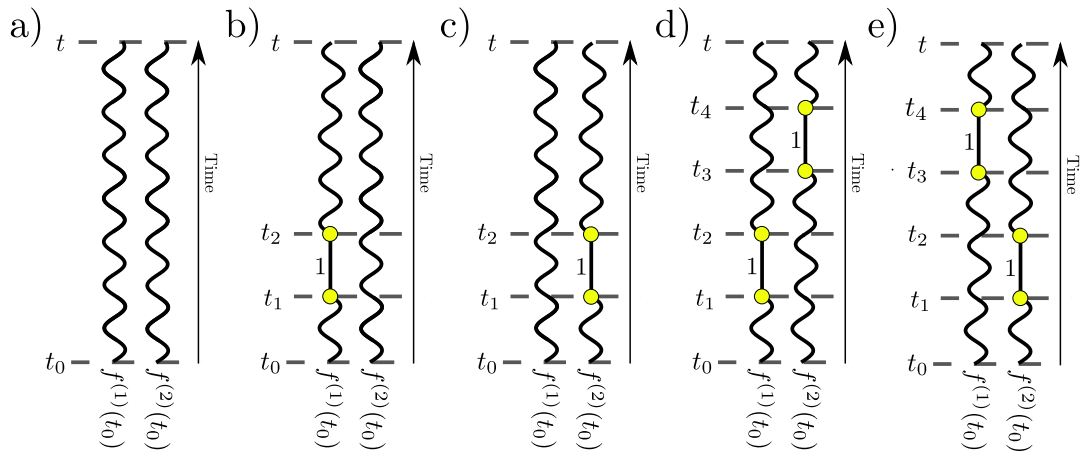 a) b) c) d) e)
t t t t t
t₄ t₄
1 1
t₃ t₃
Time Time Time Time Time
t₂ t₂ t₂ t₂
1 1 1 1
t₁ t₁ t₁ t₁
t₀ t₀ t₀ t₀ t₀
f⁽¹⁾(t₀) f⁽²⁾(t₀) f⁽¹⁾(t₀) f⁽²⁾(t₀) f⁽¹⁾(t₀) f⁽²⁾(t₀) f⁽¹⁾(t₀) f⁽²⁾(t₀) f⁽¹⁾(t₀) f⁽²⁾(t₀)